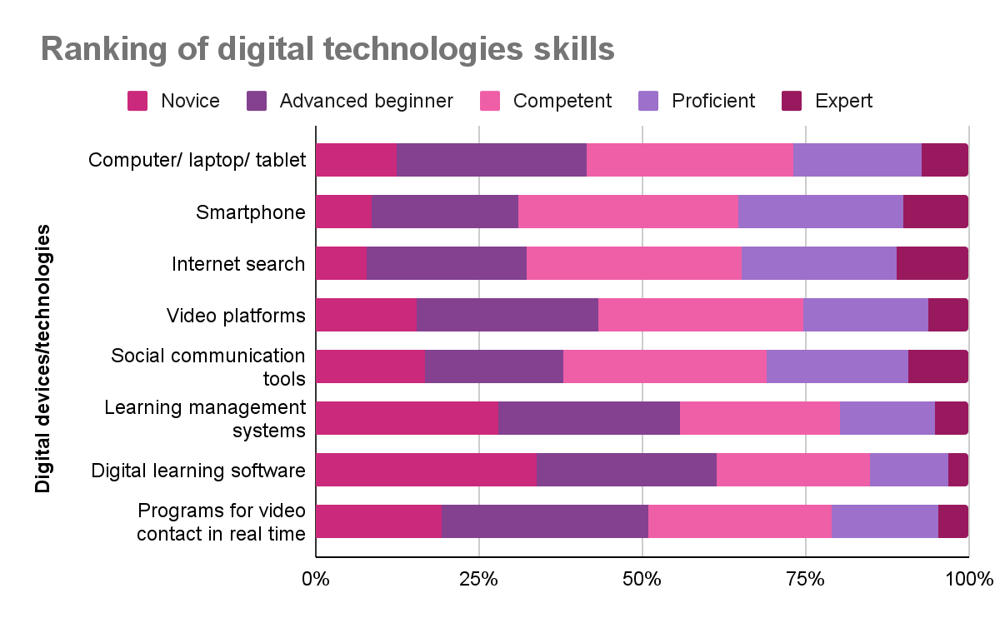 Ranking of digital technologies skills
Novice
Advanced beginner
Competent
Proficient
Expert
Digital devices/technologies
Computer/ laptop/ tablet
Smartphone
Internet search
Video platforms
Social communication
tools
Learning management
systems
Digital learning software
Programs for video
contact in real time
0%
25%
50%
75%
100%